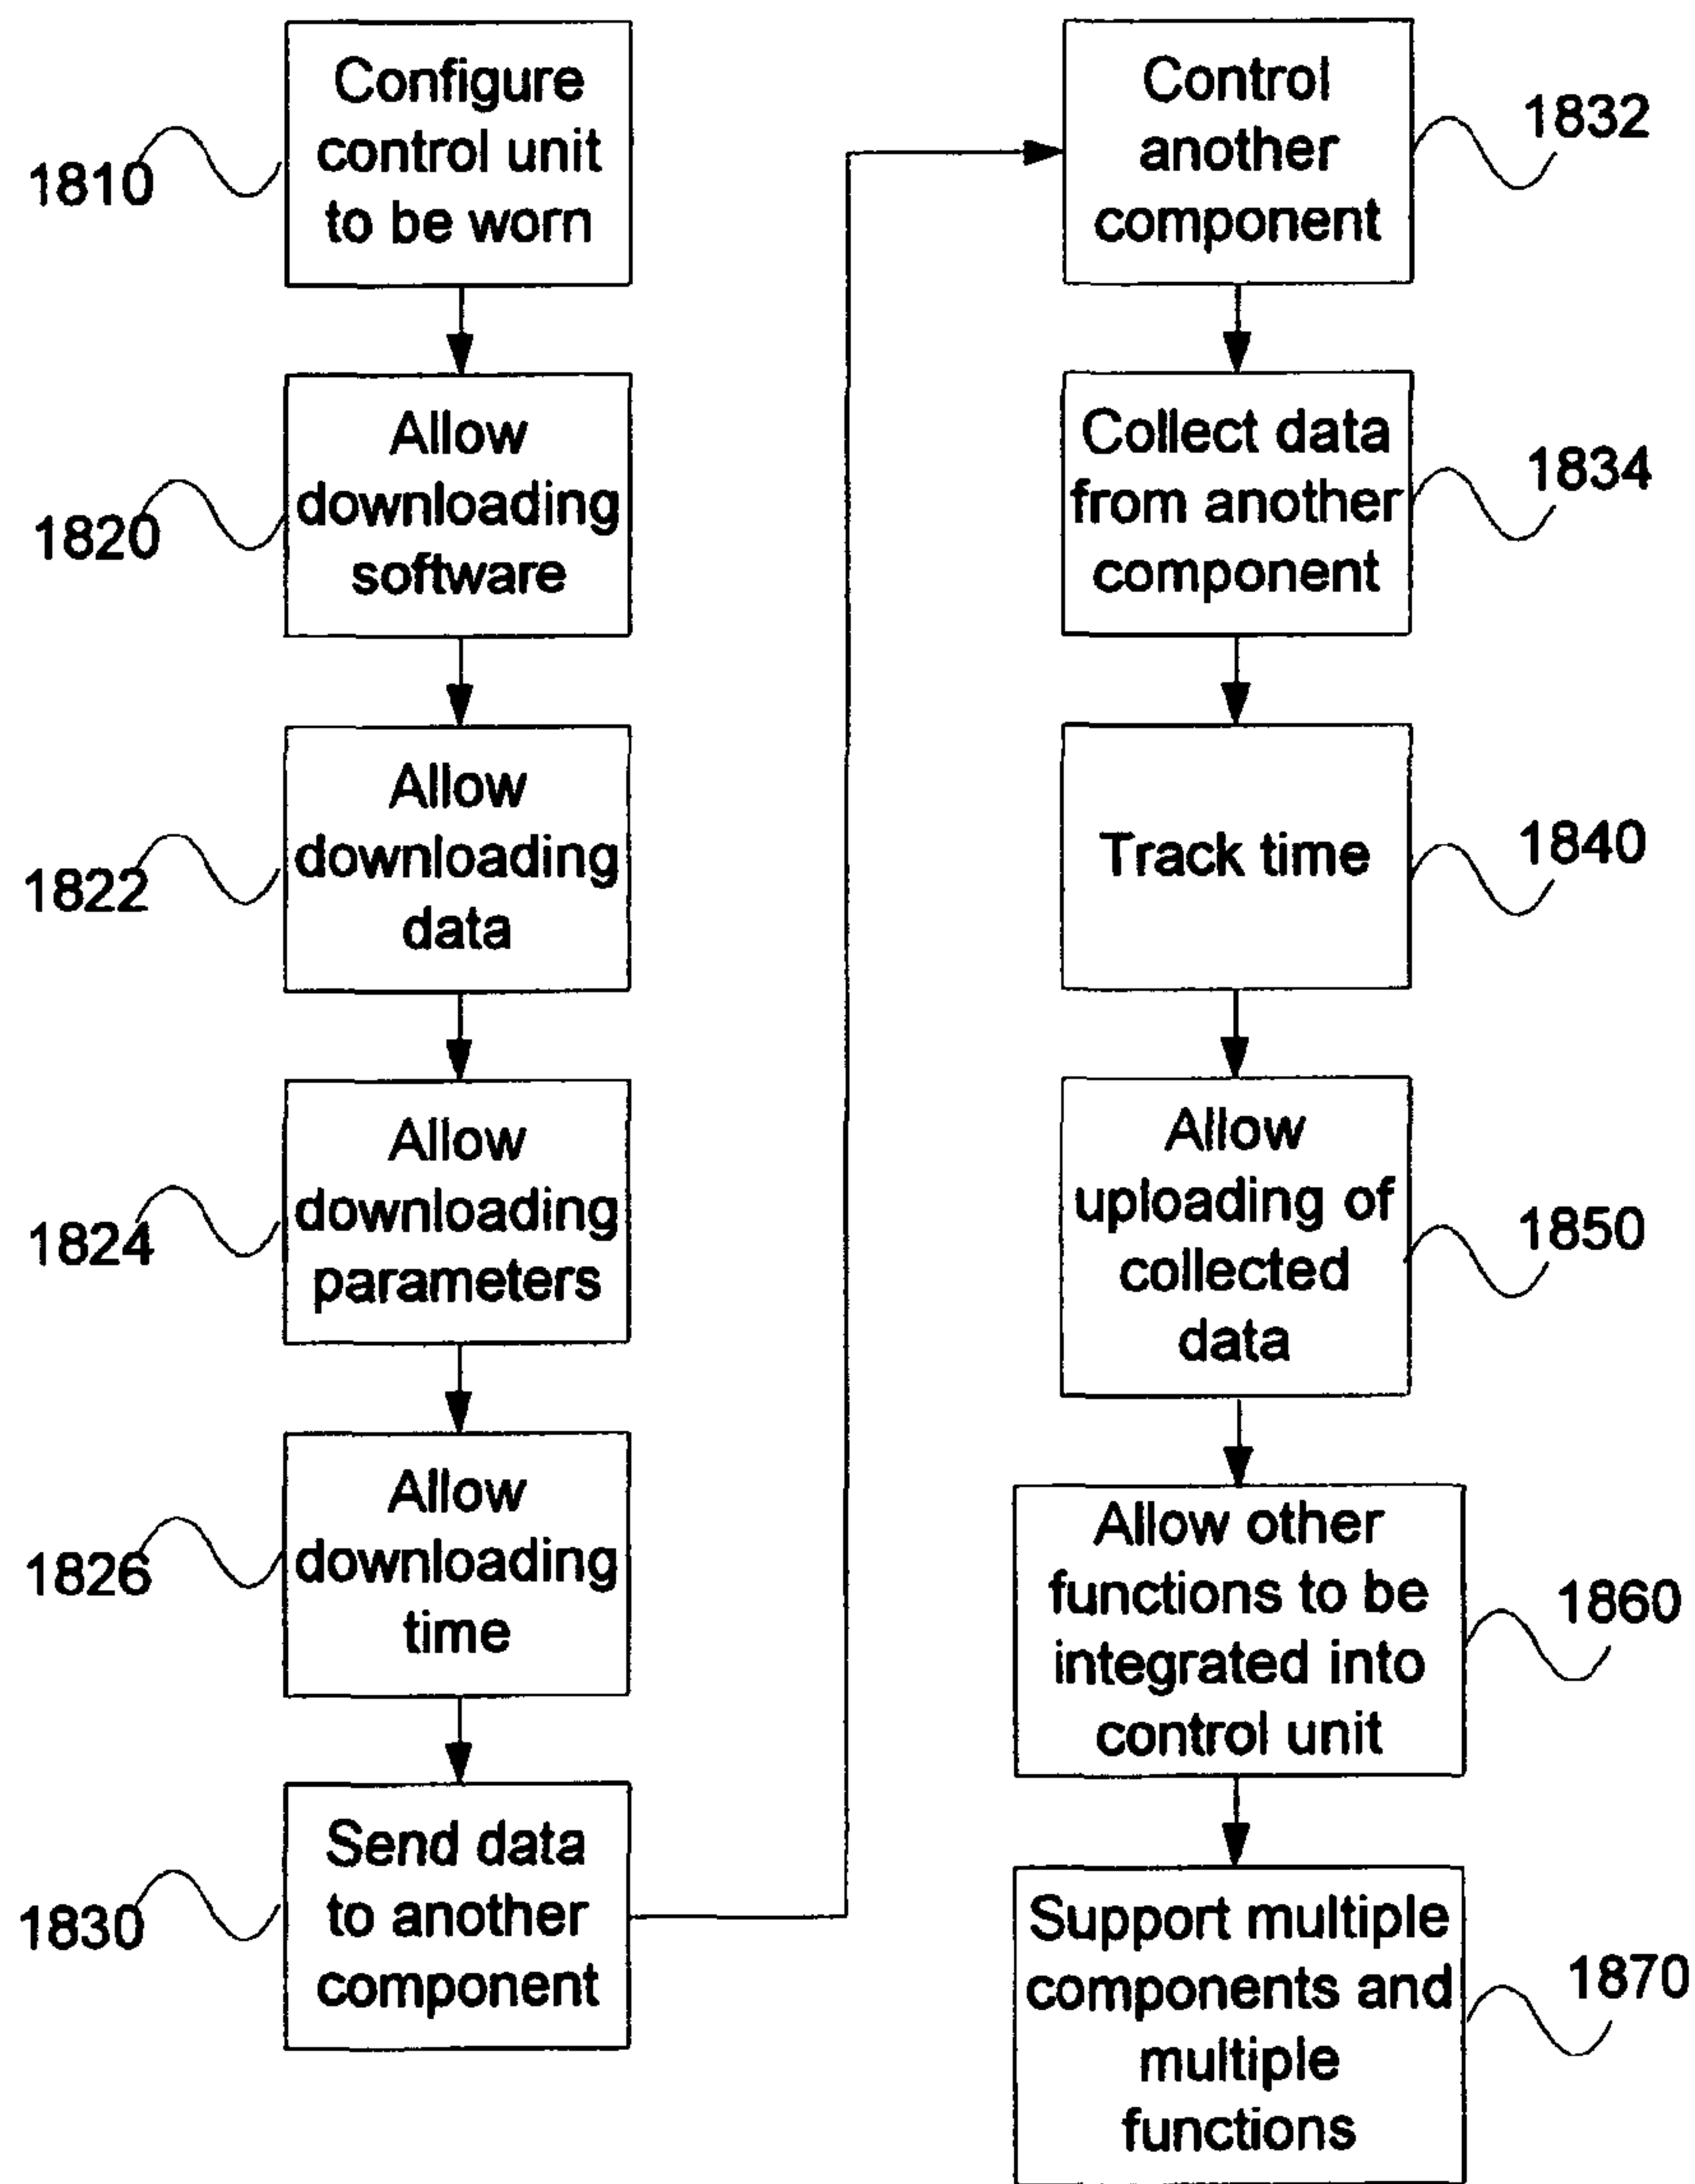 Configure
control unit
to be worn
1810
Allow
downloading
software
1820
Allow
downloading
data
1822
Allow
downloading
parameters
1824
Allow
downloading
time
1826
Send data
to another
component
1830
Control
another
component
1832
Collect data
from another
component
1834
Track time
1840
Allow
uploading of
collected
data
1850
Allow other
functions to be
integrated into
control unit
1860
Support multiple
components and
multiple
functions
1870